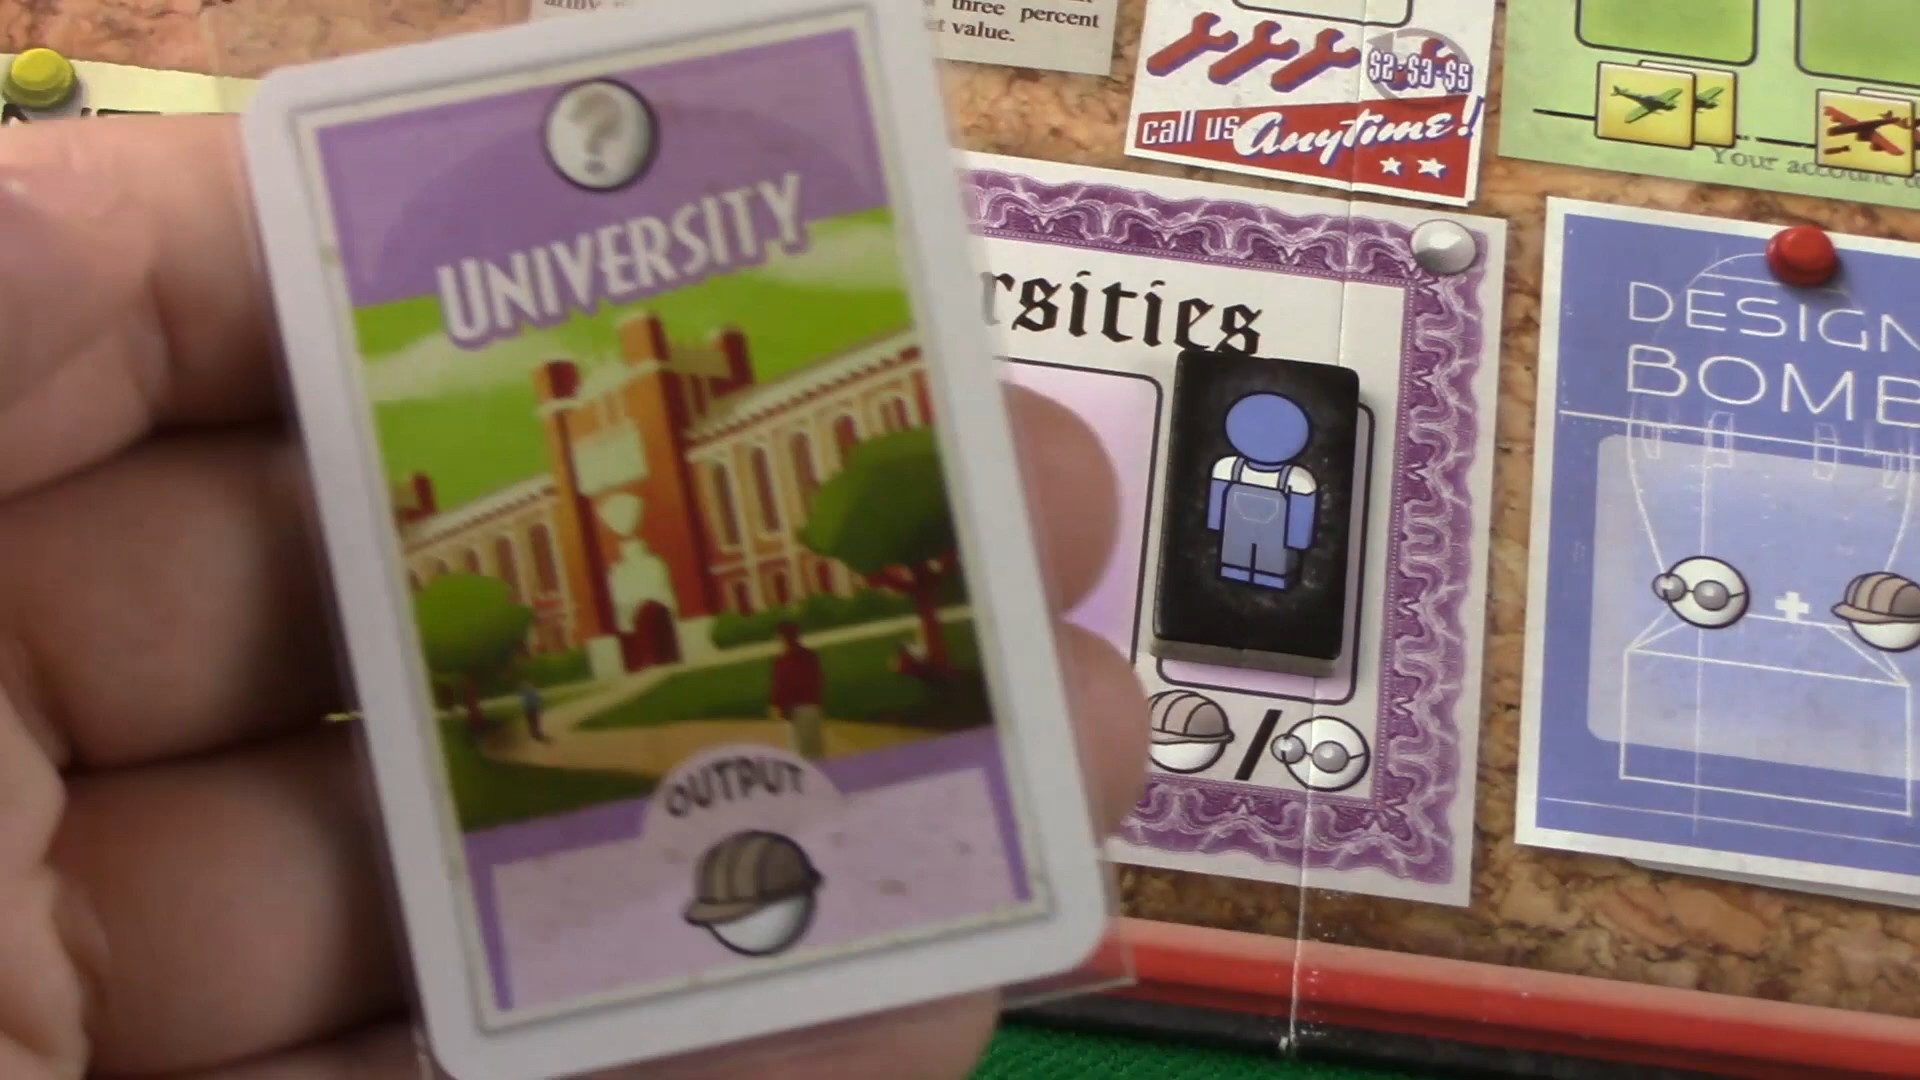 three percent
value.
$2-$3-$5
call us Anytime!
Your account
?
UNIVERSITY
rsities
DESIGN
BOMB
+
/
OUTPUT